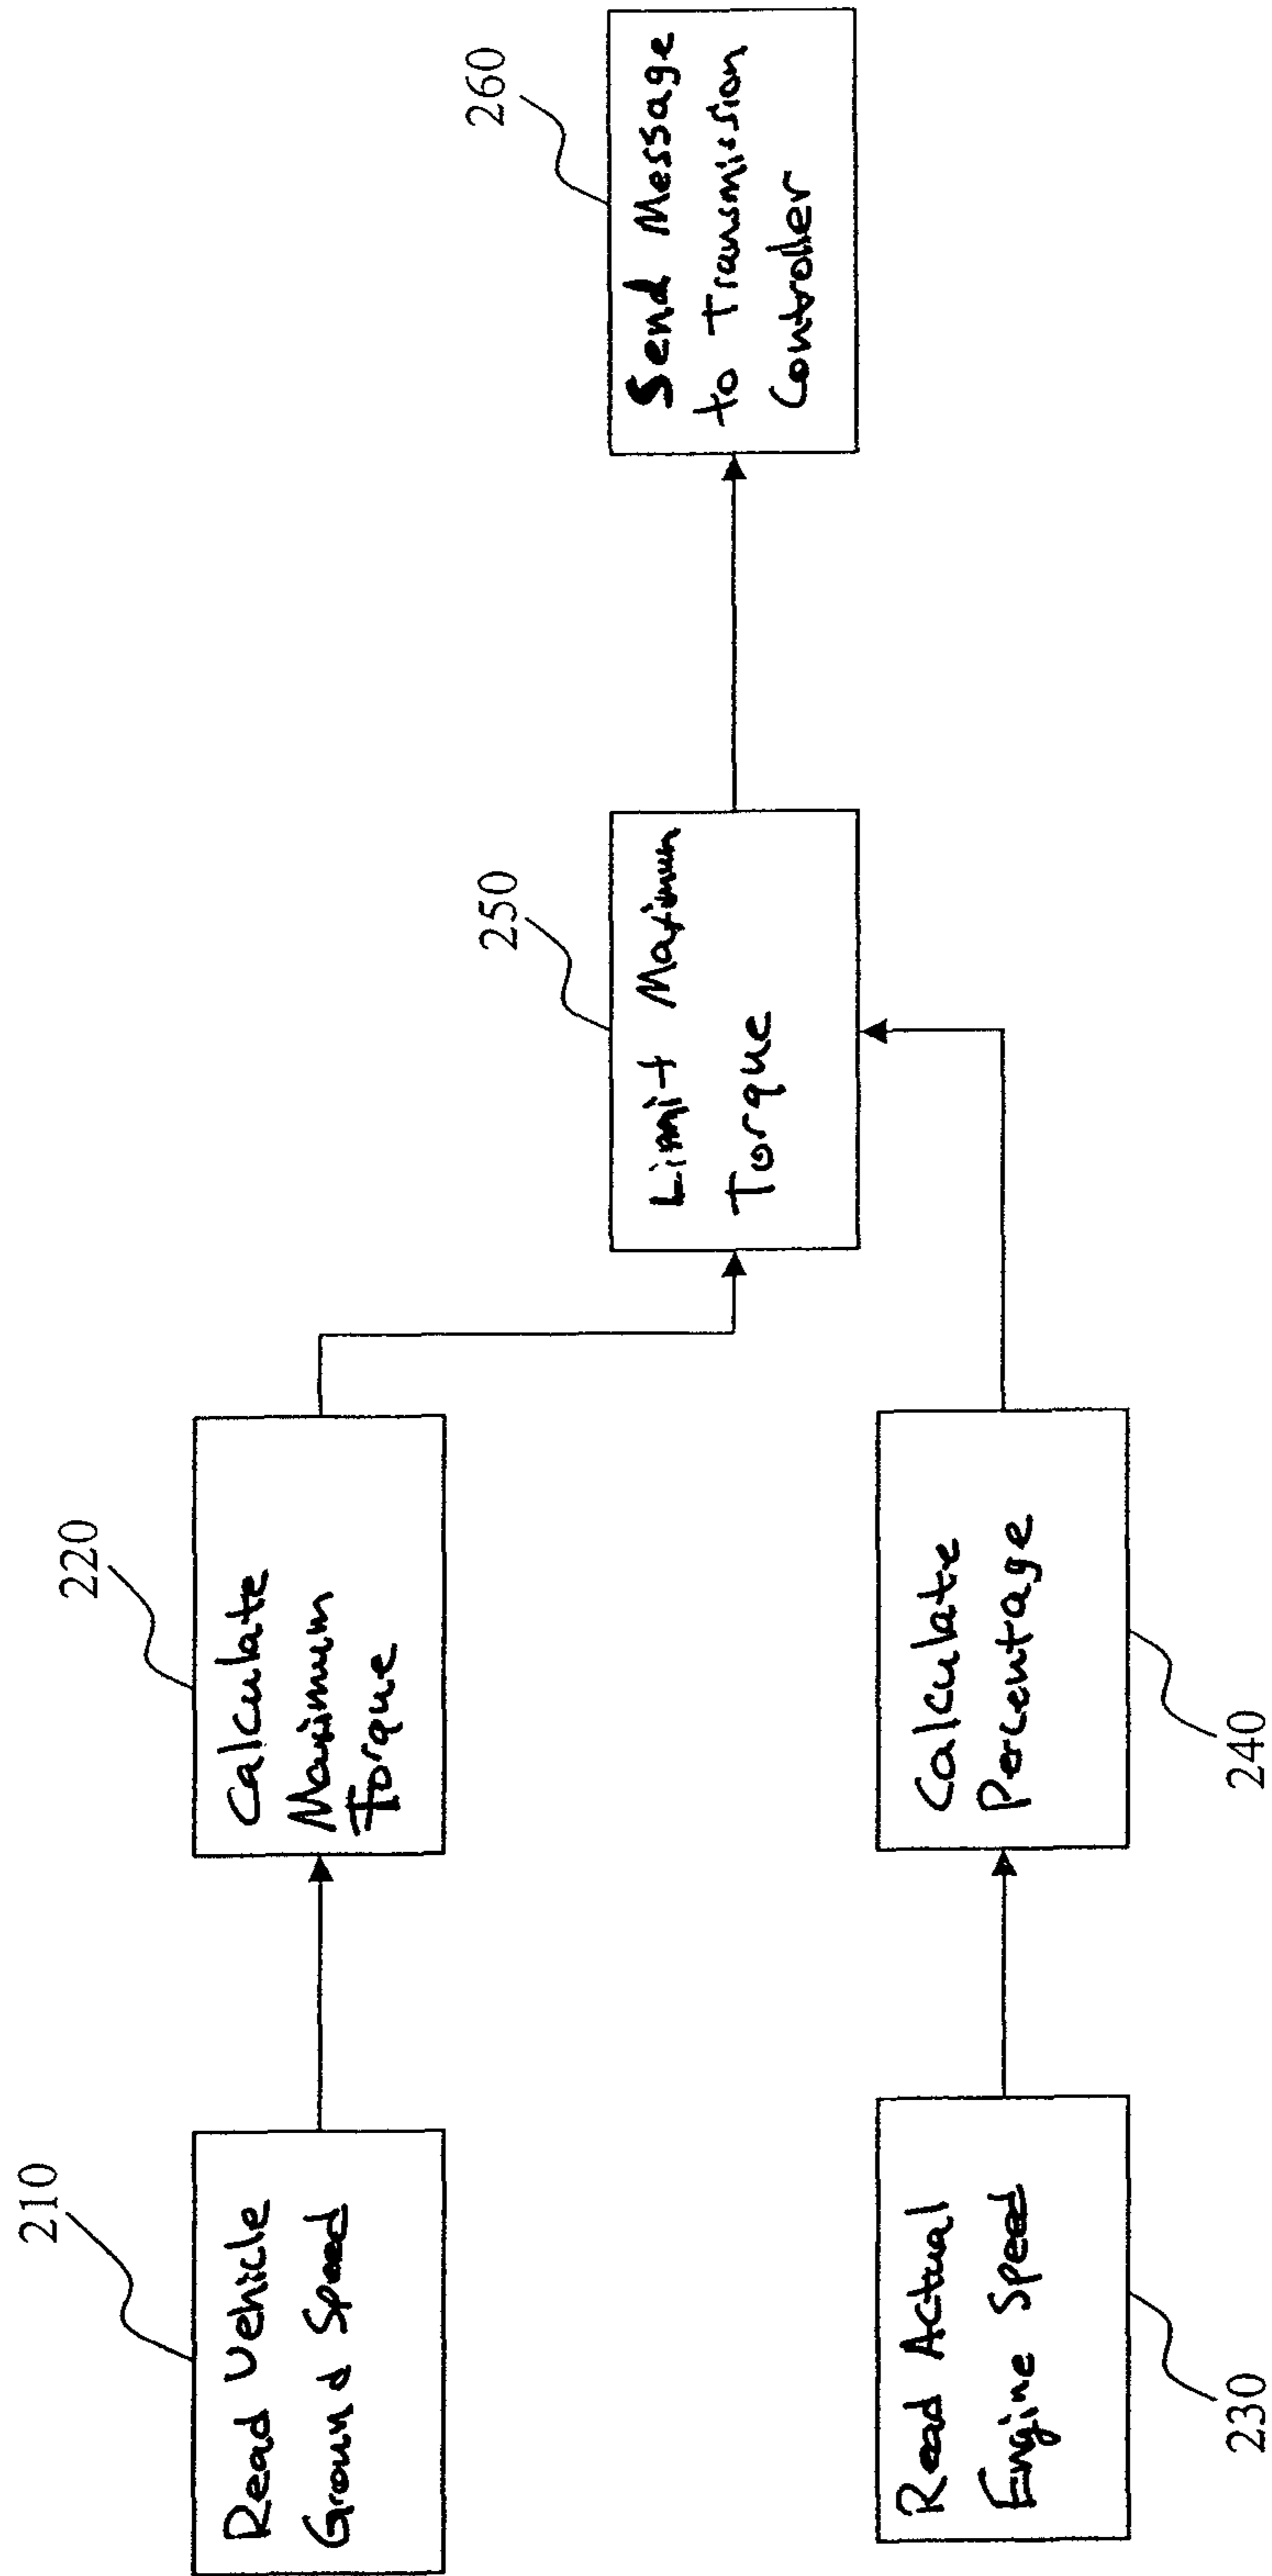 210
Read Vehicle
Ground Speed
220
Calculate
Maximum
Torque
230
Read Actual
Engine Speed
240
Calculate
Percentage
250
Limit Maximum
Torque
260
Send Message
to Transmission
Controller